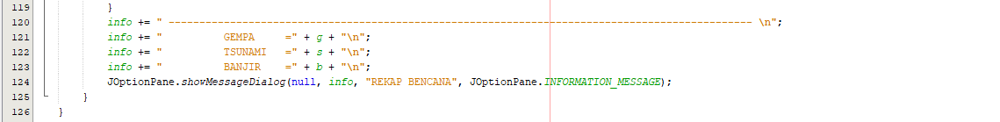 119 }
120 info += " ----------------------------------------------------------------------------------------------- \n";
121 info += " GEMPA =" + g + "\n";
122 info += " TSUNAMI =" + s + "\n";
123 info += " BANJIR =" + b + "\n";
124 JOptionPane.showMessageDialog(null, info, "REKAP BENCANA", JOptionPane.INFORMATION_MESSAGE);
125 }
126 }